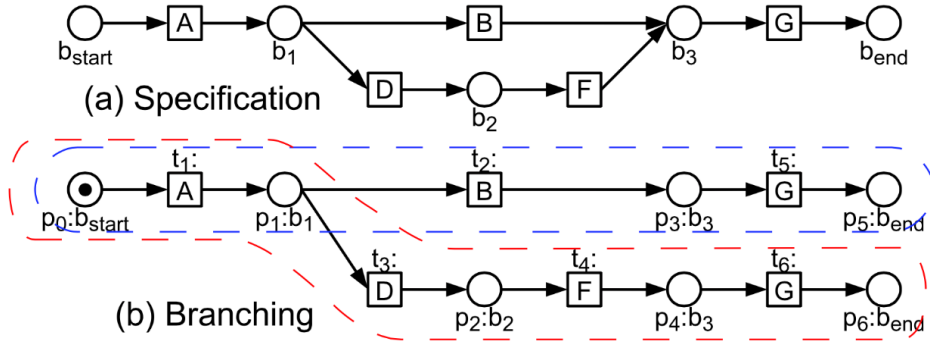 A B G
b_start b_1 b_3 b_end
D F
b_2
(a) Specification
t_1: t_2: t_5:
A B G
p_0:b_start p_1:b_1 p_3:b_3 p_5:b_end
t_3: t_4: t_6:
D F G
p_2:b_2 p_4:b_3 p_6:b_end
(b) Branching